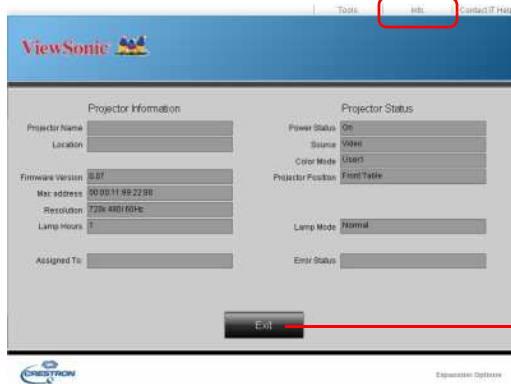 Tools Info Contact IT Help
ViewSonic
Projector Information
Projector Name
Location
Firmware Version 0.07
Mac address 00:00:11:99:22:98
Resolution 720x 480i 60Hz
Lamp Hours 1
Assigned To:
Projector Status
Power Status On
Source Video
Color Mode User1
Projector Position Front Table
Lamp Mode Normal
Error Status
Exit
CRESTRON
Expansion Options